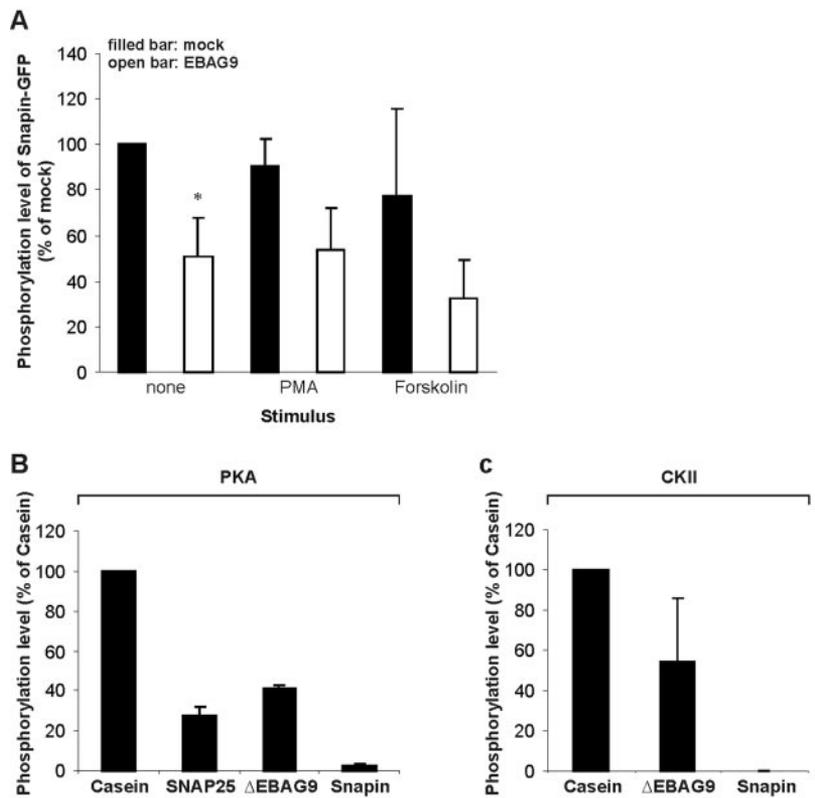 A
filled bar: mock
open bar: EBAG9
Phosphorylation level of Snapin-GFP
(% of mock)
140
120
100
80
60
40
20
0
*
none PMA Forskolin
Stimulus
B
PKA
Phosphorylation level (% of Casein)
120
100
80
60
40
20
0
Casein SNAP25 ΔEBAG9 Snapin
c
CKII
Phosphorylation level (% of Casein)
120
100
80
60
40
20
0
Casein ΔEBAG9 Snapin